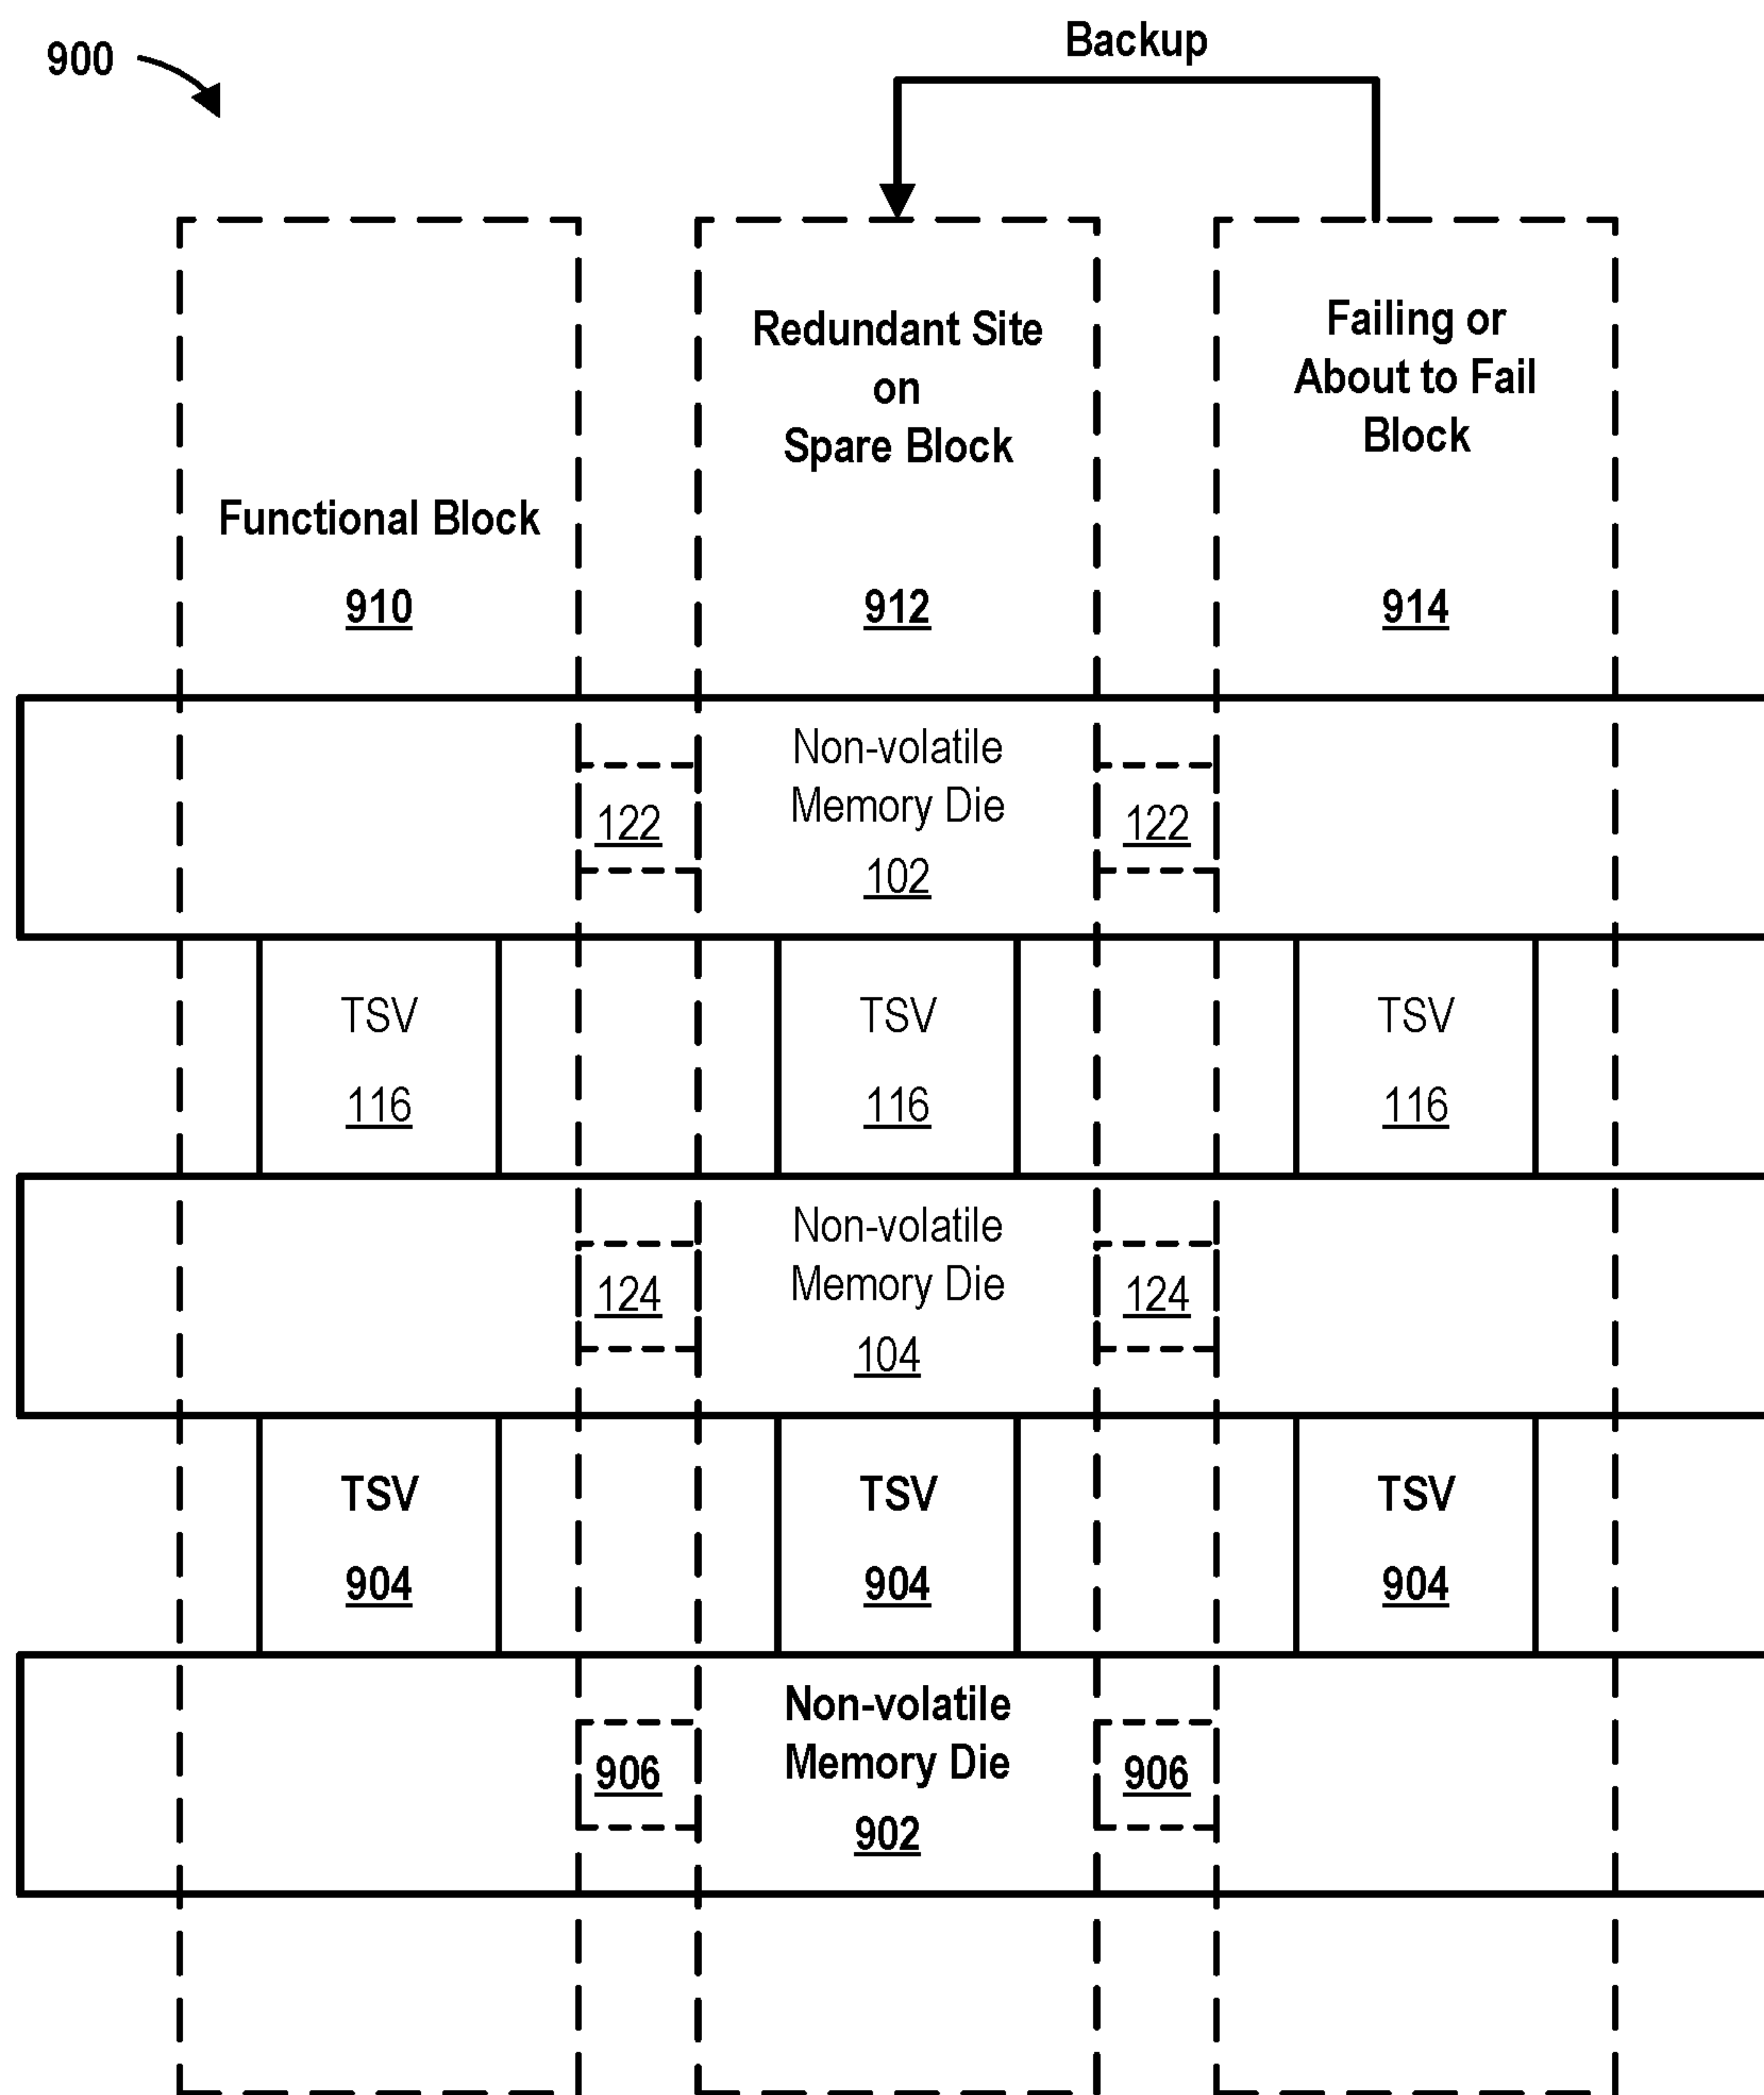 900
Backup
Functional Block
910
Redundant Site
on
Spare Block
912
Failing or
About to Fail
Block
914
122
Non-volatile
Memory Die
102
122
TSV
116
TSV
116
TSV
116
124
Non-volatile
Memory Die
104
124
TSV
904
TSV
904
TSV
904
906
Non-volatile
Memory Die
902
906